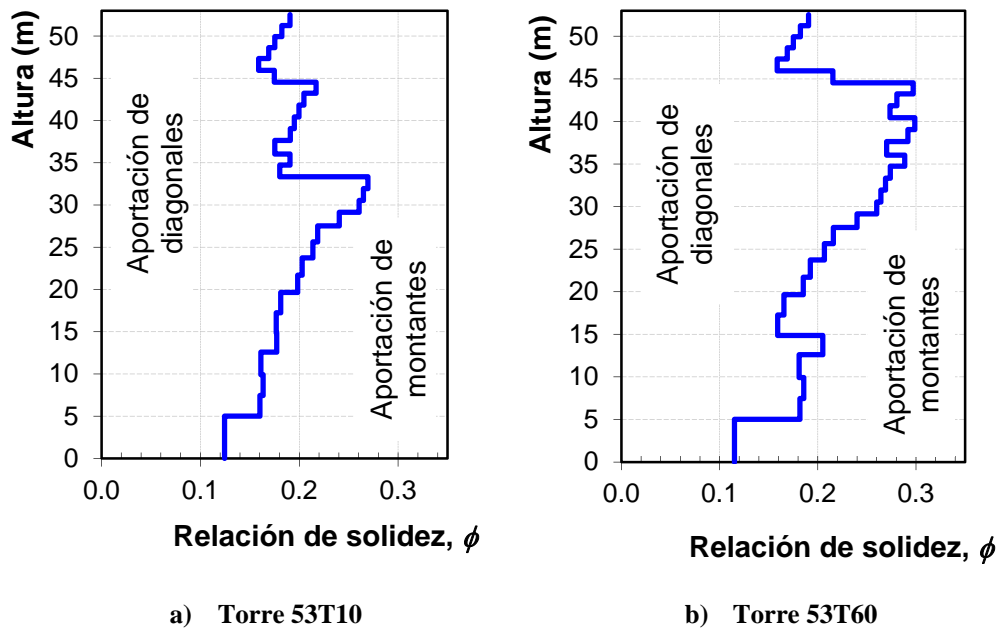 Altura (m)
50
45
40
35
30
25
20
15
10
5
0
0.0 0.1 0.2 0.3
Aportación de
diagonales
Aportación de
montantes
Relación de solidez, ϕ
a) Torre 53T10
Altura (m)
50
45
40
35
30
25
20
15
10
5
0
0.0 0.1 0.2 0.3
Aportación de
diagonales
Aportación de
montantes
Relación de solidez, ϕ
b) Torre 53T60